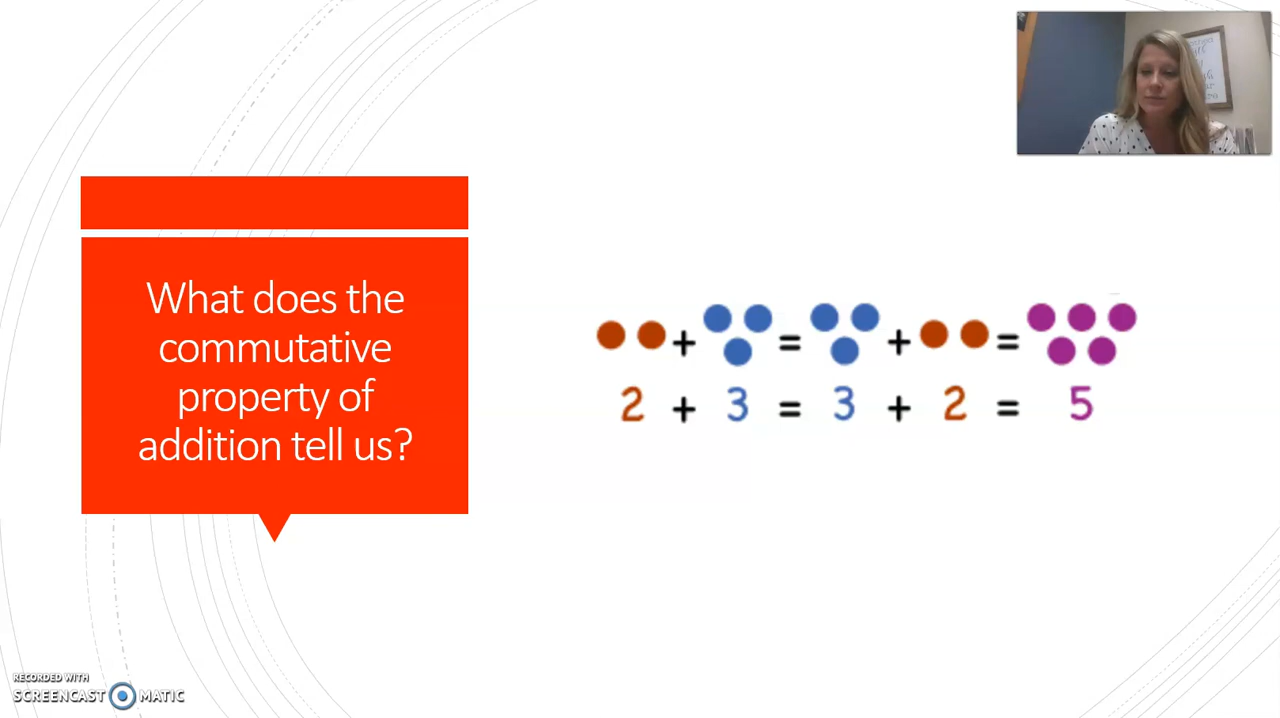 What does the
commutative
property of
addition tell us?
+ = + =
2 + 3 = 3 + 2 = 5
RECORDED WITH
SCREENCAST MATIC